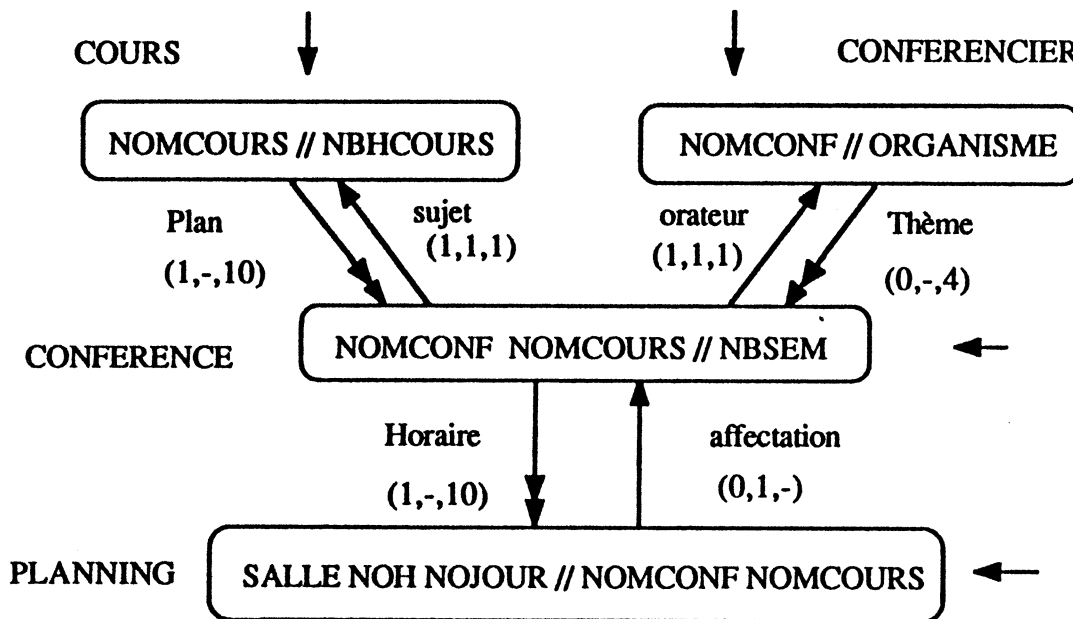 COURS
CONFERENCIER
NOMCOURS // NBHCOURS
NOMCONF // ORGANISME
Plan
(1,-,10)
sujet
(1,1,1)
orateur
(1,1,1)
Thème
(0,-,4)
CONFERENCE
NOMCONF NOMCOURS // NBSEM
Horaire
(1,-,10)
affectation
(0,1,-)
PLANNING
SALLE NOH NOJOUR // NOMCONF NOMCOURS